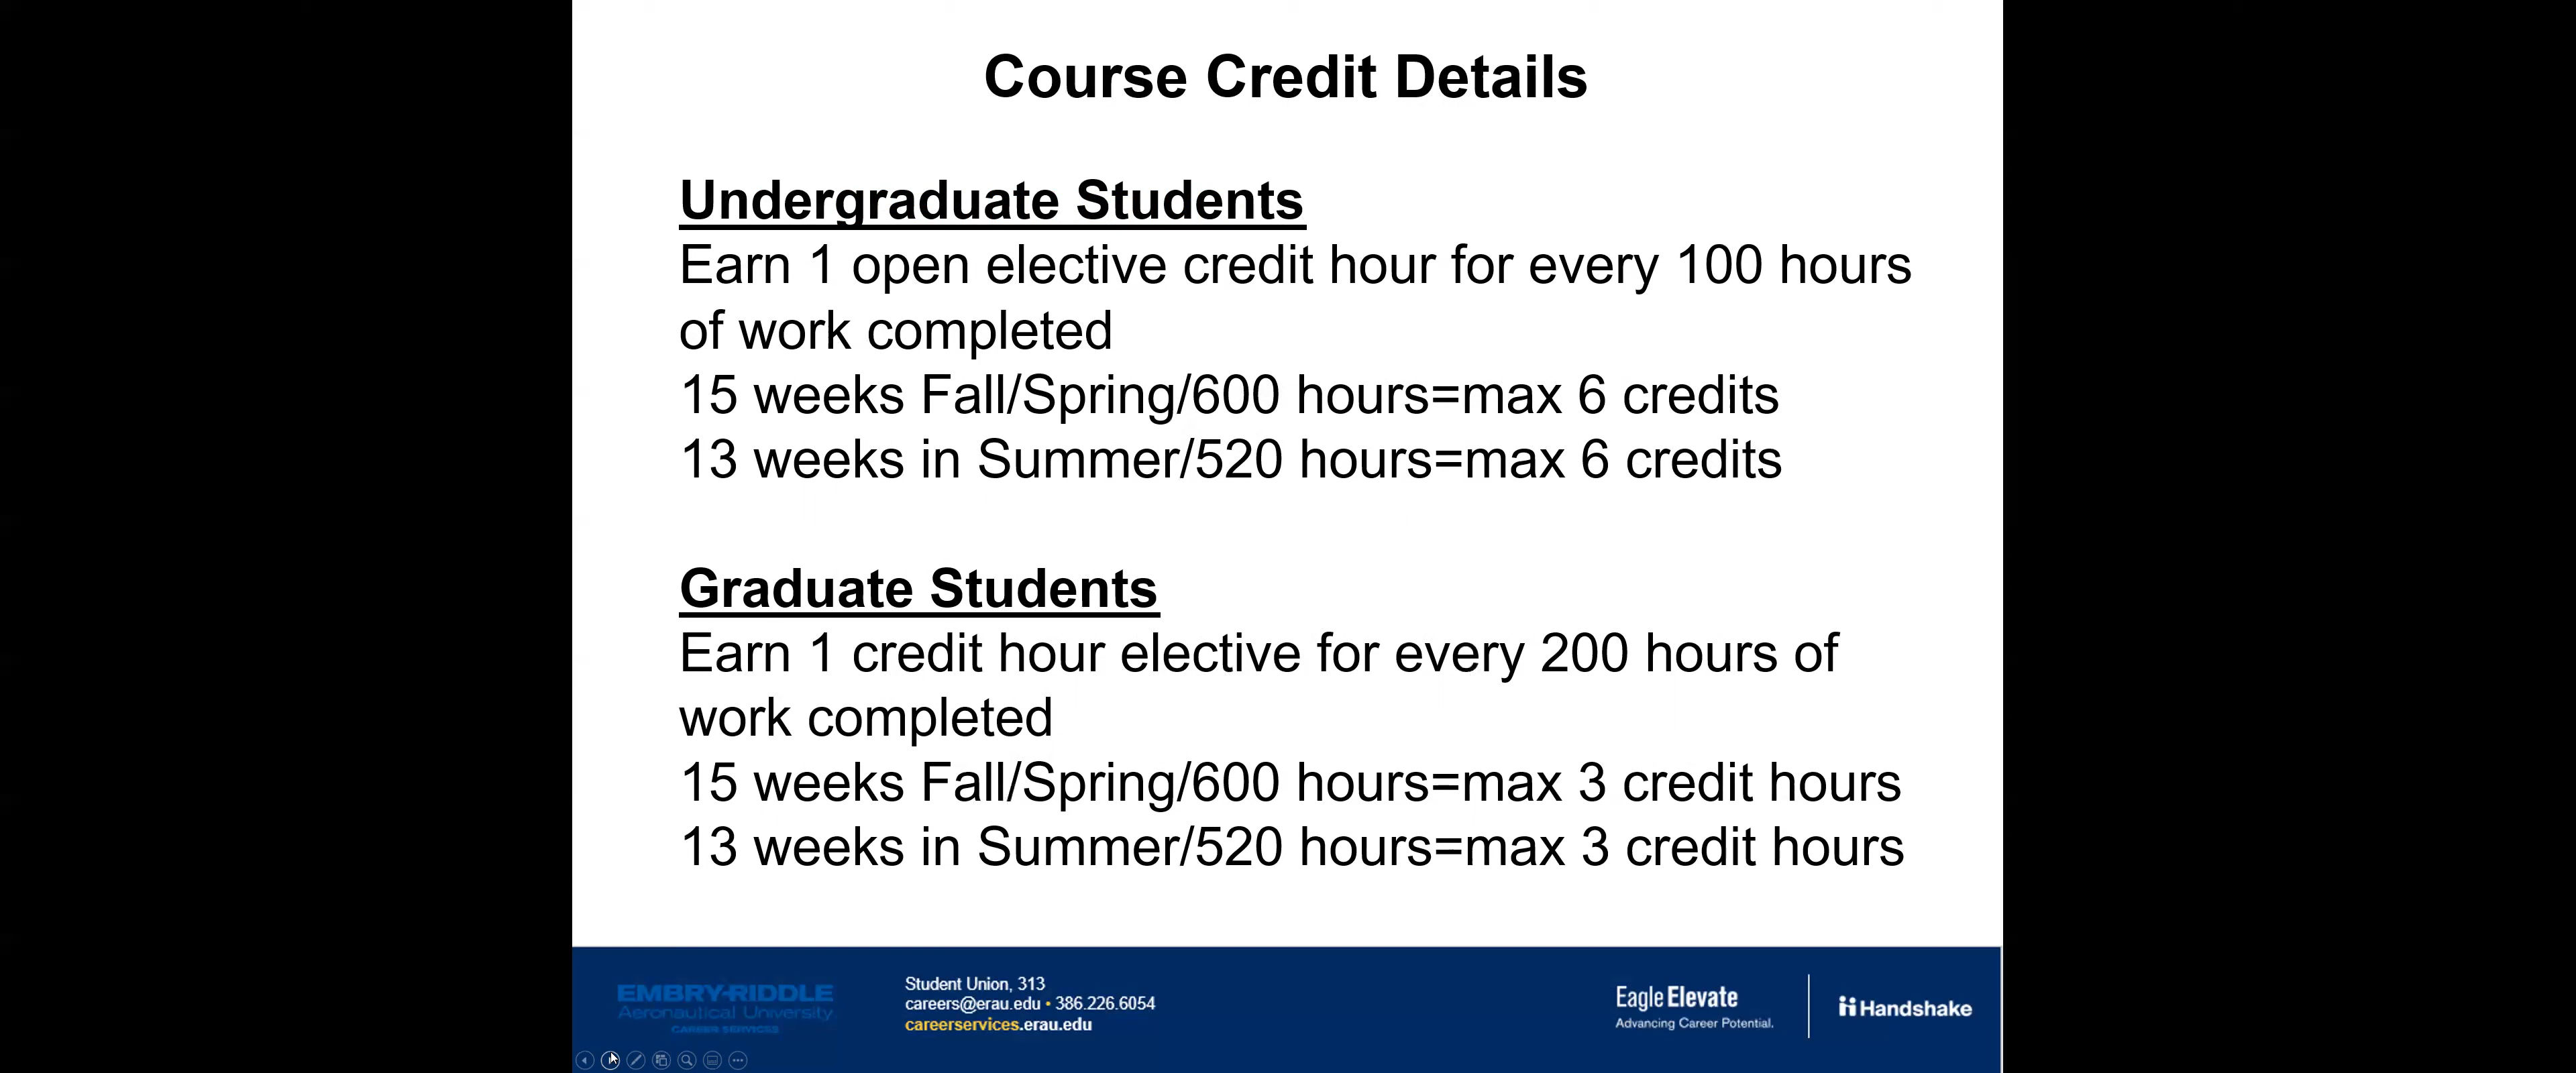 Course Credit Details
Undergraduate Students
Earn 1 open elective credit hour for every 100 hours
of work completed
15 weeks Fall/Spring/600 hours=max 6 credits
13 weeks in Summer/520 hours=max 6 credits
Graduate Students
Earn 1 credit hour elective for every 200 hours of
work completed
15 weeks Fall/Spring/600 hours=max 3 credit hours
13 weeks in Summer/520 hours=max 3 credit hours
EMBRY-RIDDLE
Aeronautical University
CAREER SERVICES
Student Union, 313
careers@erau.edu • 386.226.6054
careerservices.erau.edu
Eagle Elevate
Advancing Career Potential.
Handshake